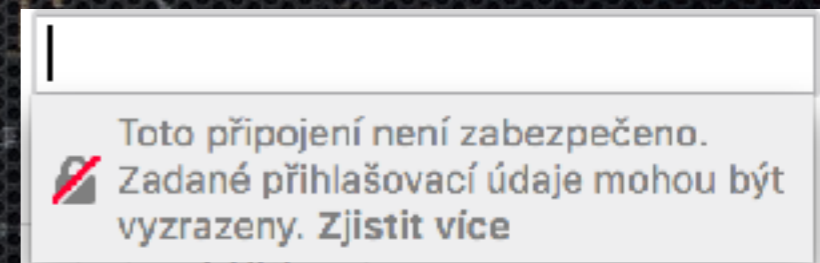 Toto připojení není zabezpečeno.
Zadané přihlašovací údaje mohou být
vyzrazeny. Zjistit více